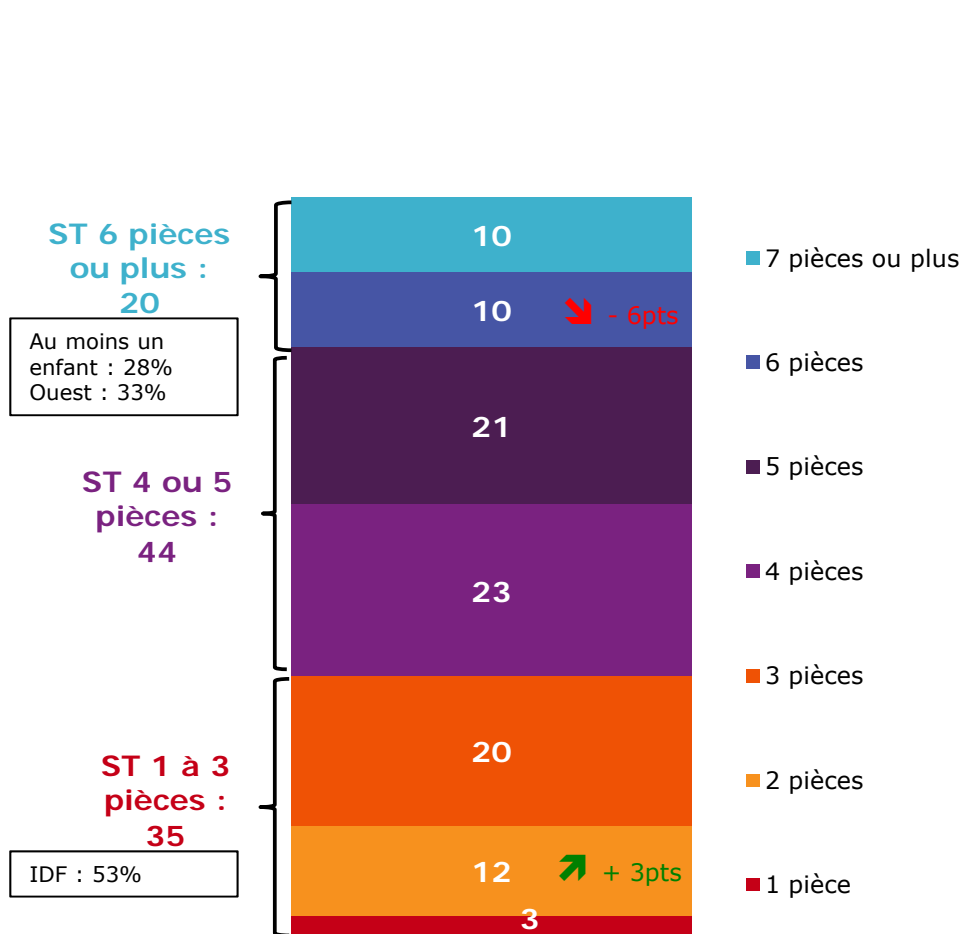 ST 6 pièces
ou plus :
20
Au moins un
enfant : 28%
Ouest : 33%
ST 4 ou 5
pièces :
44
ST 1 à 3
pièces :
35
IDF : 53%
10
10
- 6pts
21
23
20
12
+ 3pts
3
7 pièces ou plus
6 pièces
5 pièces
4 pièces
3 pièces
2 pièces
1 pièce